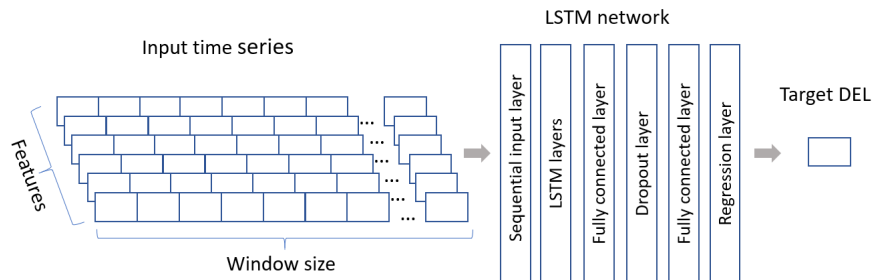 LSTM network
Input time series
Target DEL
Features
...
...
...
...
...
...
Window size
Sequential input layer
LSTM layers
Fully connected layer
Dropout layer
Fully connected layer
Regression layer